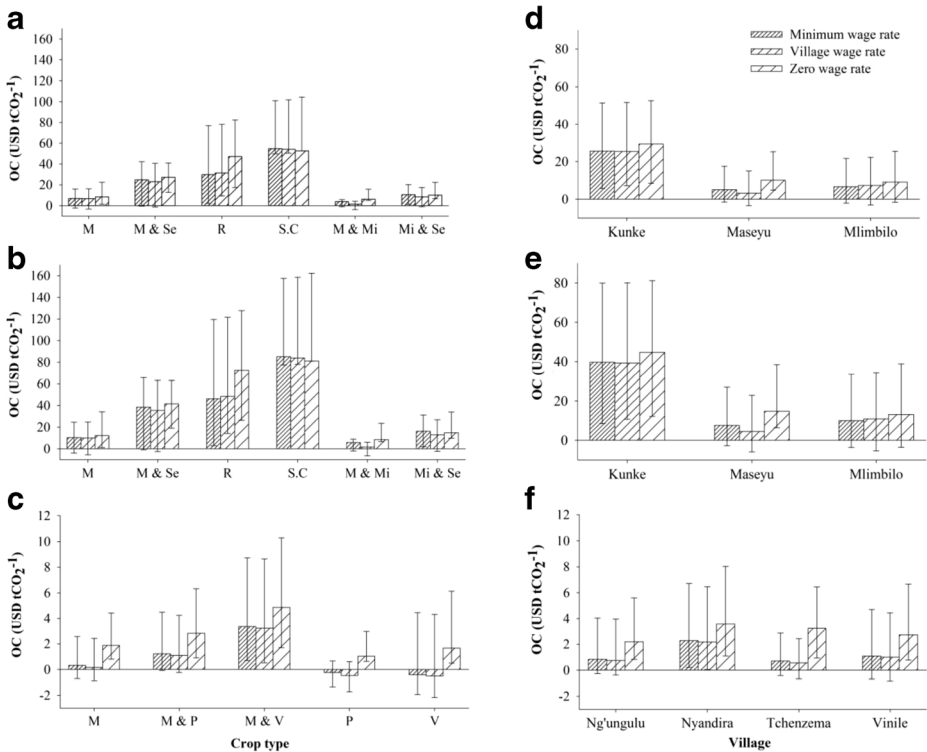 a
OC (USD tCO2-1)
160
140
120
100
80
60
40
20
0
M M & Se R S.C M & Mi Mi & Se
b
OC (USD tCO2-1)
160
140
120
100
80
60
40
20
0
M M & Se R S.C M & Mi Mi & Se
c
OC (USD tCO2-1)
12
10
8
6
4
2
0
-2
M M & P M & V P V
Crop type
d
Minimum wage rate
Village wage rate
Zero wage rate
OC (USD tCO2-1)
80
60
40
20
0
Kunke Maseyu Mlimbilo
e
OC (USD tCO2-1)
80
60
40
20
0
Kunke Maseyu Mlimbilo
f
OC (USD tCO2-1)
12
10
8
6
4
2
0
-2
Ng'ungulu Nyandira Tchenzema Vinile
Village